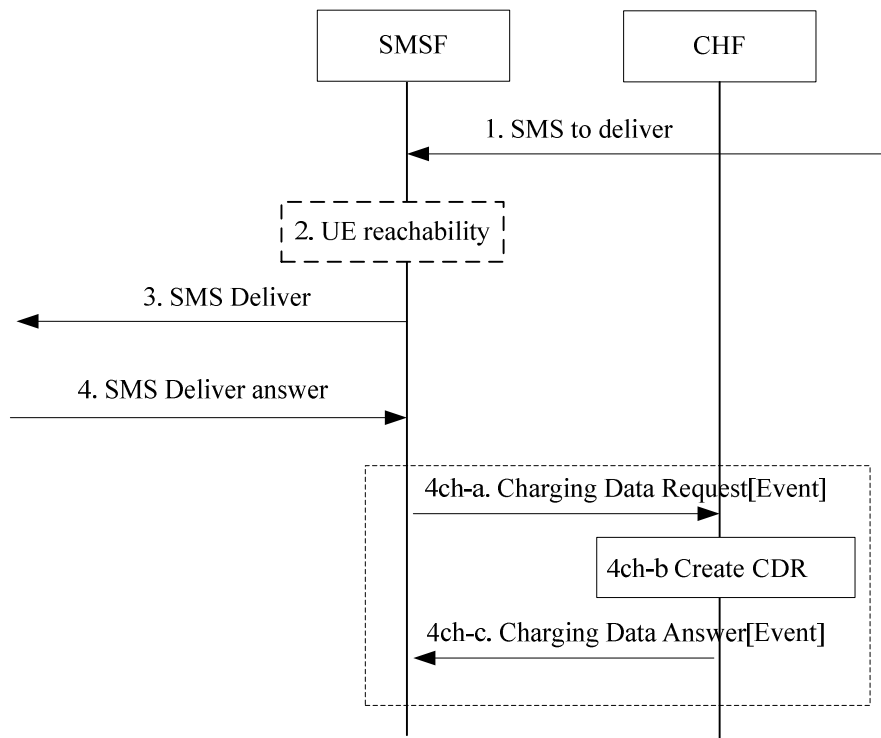 SMSF
CHF
1. SMS to deliver
2. UE reachability
3. SMS Deliver
4. SMS Deliver answer
4ch-a. Charging Data Request[Event]
4ch-b Create CDR
4ch-c. Charging Data Answer[Event]